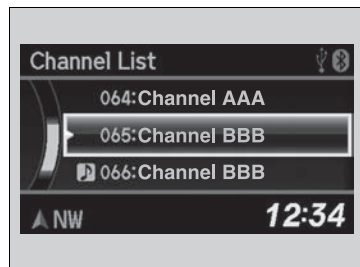 Channel List
064:Channel AAA
065:Channel BBB
066:Channel BBB
NW
12:34